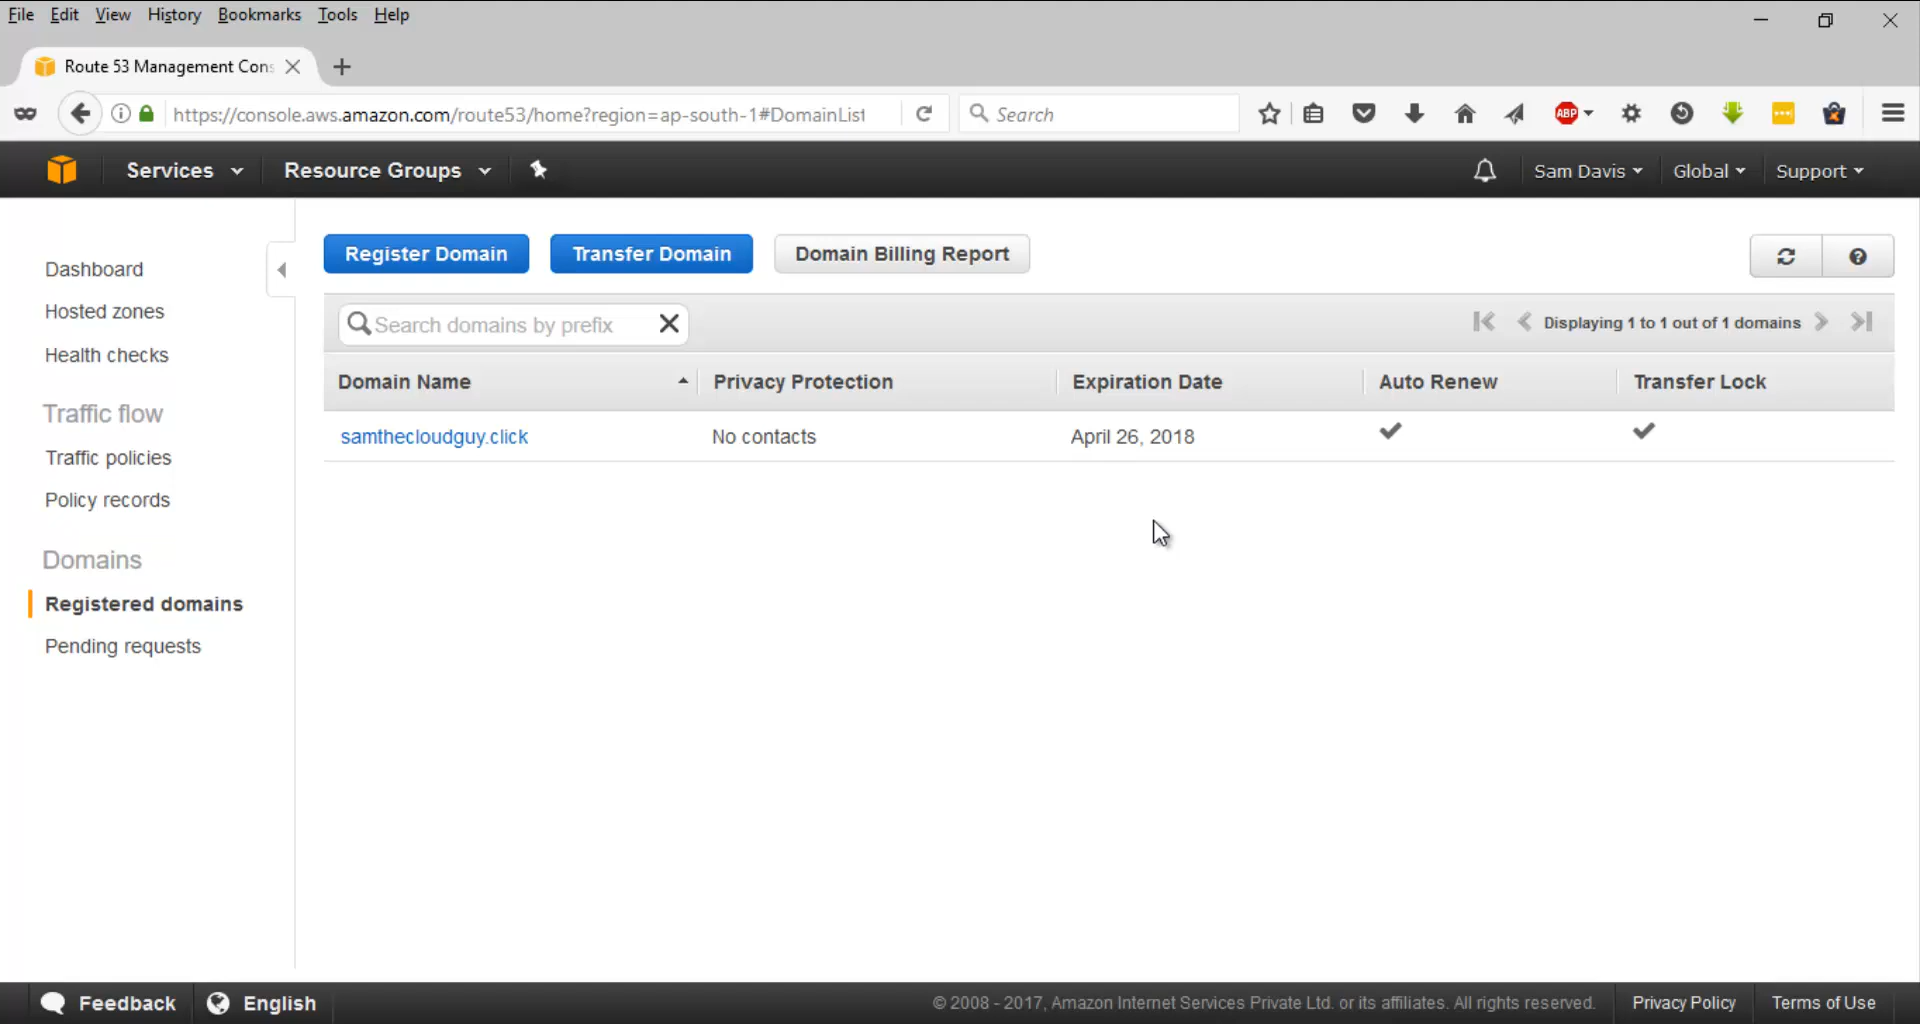 File Edit View History Bookmarks Tools Help
Route 53 Management Cons
https://console.aws.amazon.com/route53/home?region=ap-south-1#DomainList
Search
ABP
Services Resource Groups Sam Davis Global Support
Register Domain Transfer Domain Domain Billing Report
Search domains by prefix
Displaying 1 to 1 out of 1 domains
Domain Name Privacy Protection Expiration Date Auto Renew Transfer Lock
samthecloudguy.click No contacts April 26, 2018
Dashboard
Hosted zones
Health checks
Traffic flow
Traffic policies
Policy records
Domains
Registered domains
Pending requests
Feedback English © 2008 - 2017, Amazon Internet Services Private Ltd. or its affiliates. All rights reserved. Privacy Policy Terms of Use